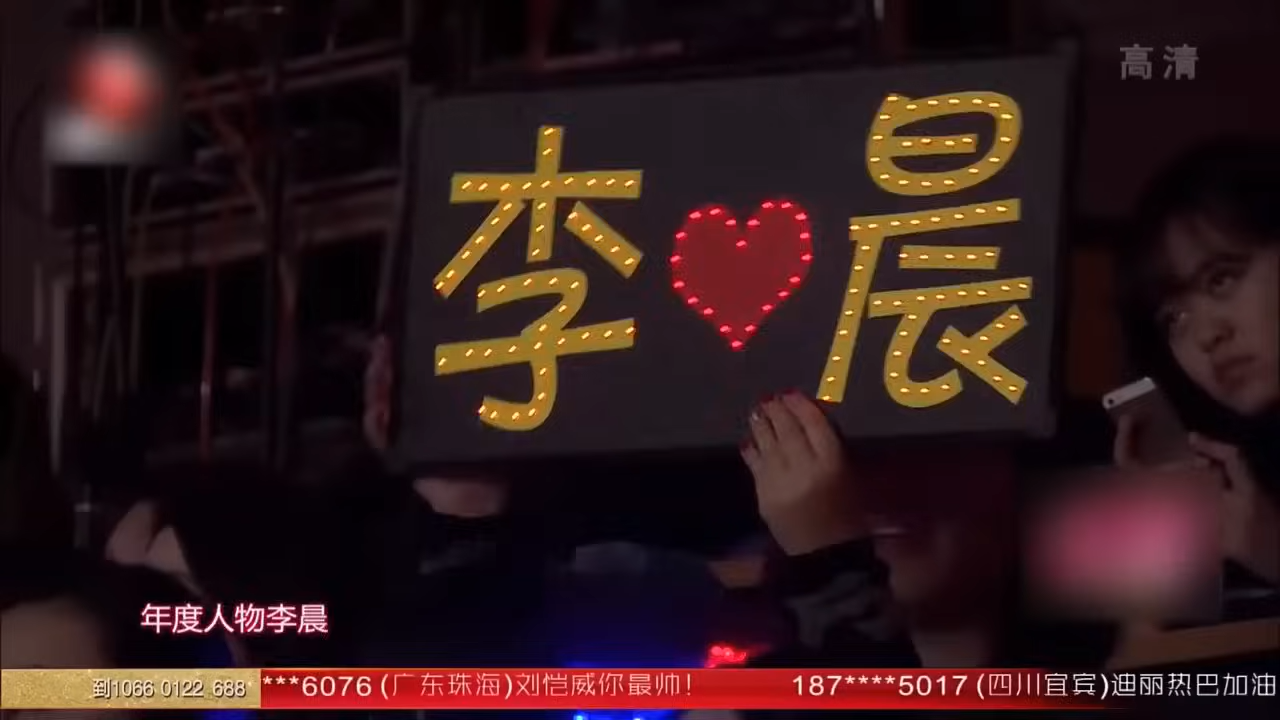 高清
李 晨
年度人物李晨
到1066 0122 688 ***6076 (广东珠海)刘恺威你最帅! 187****5017 (四川宜宾)迪丽热巴加油